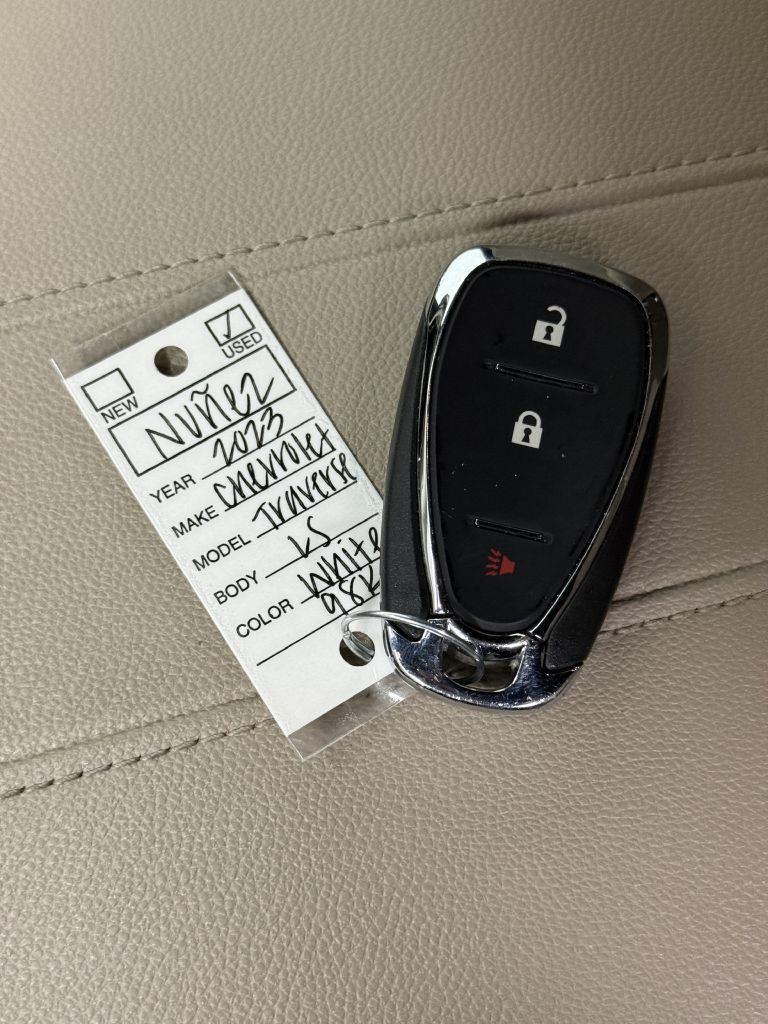 NEW ✓ USED
NUÑEZ
YEAR 2023
MAKE Chevrolet
MODEL Traverse
BODY LS
COLOR White
98K